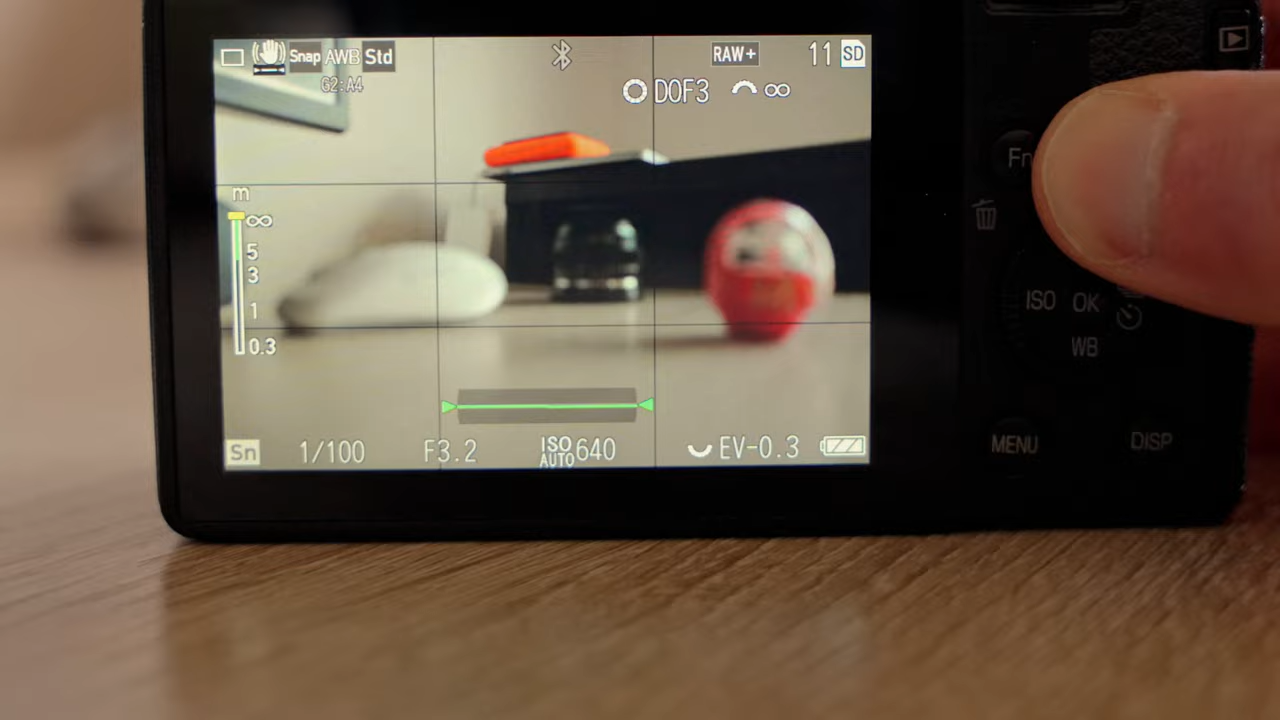 Snap AWB Std RAW+ 11 SD
G2:A4 DOF3 ∞
m
∞
5
3
1
0.3
Sn 1/100 F3.2 ISO AUTO 640 EV-0.3
Fn
ISO OK
WB
MENU DISP